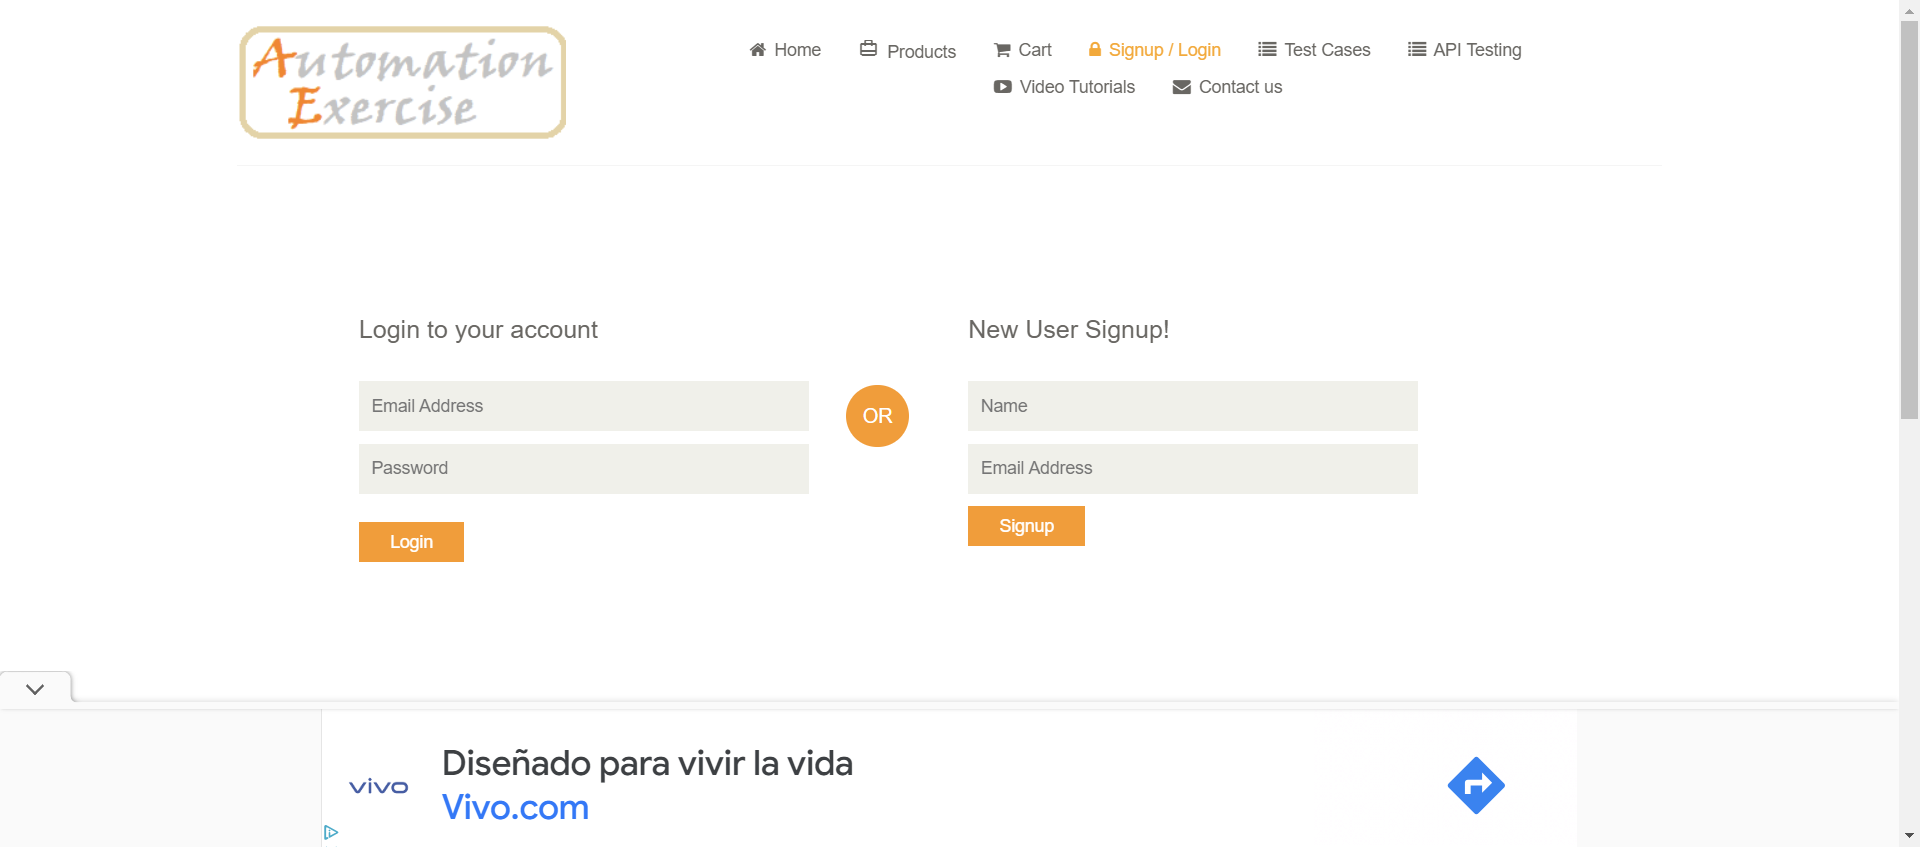 Automation
Exercise
Home
Products
Cart
Signup / Login
Test Cases
API Testing
Video Tutorials
Contact us
Login to your account
Email Address
Password
Login
OR
New User Signup!
Name
Email Address
Signup
vivo
Diseñado para vivir la vida
Vivo.com